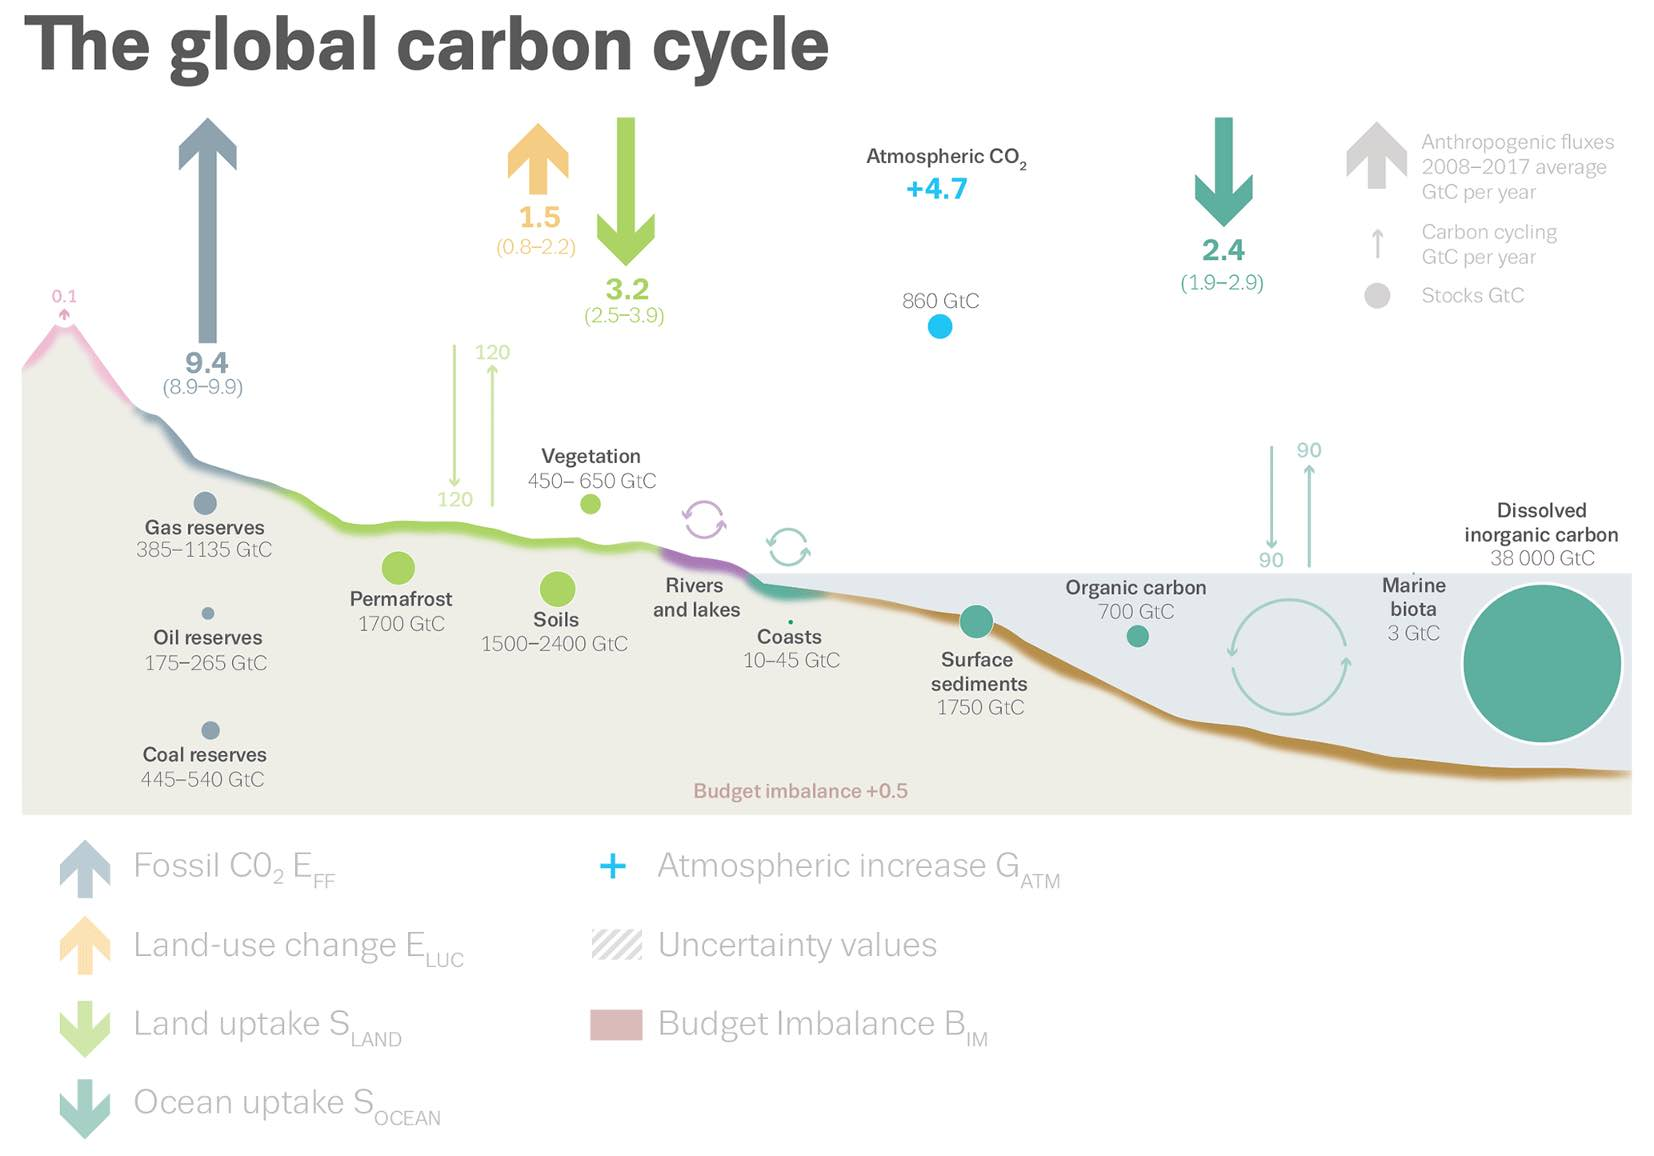 The global carbon cycle
Anthropogenic fluxes
2008–2017 average
GtC per year
Carbon cycling
GtC per year
Stocks GtC
0.1
9.4
(8.9–9.9)
1.5
(0.8–2.2)
3.2
(2.5–3.9)
Atmospheric CO2
+4.7
860 GtC
2.4
(1.9–2.9)
120
120
Vegetation
450–650 GtC
90
90
Dissolved
inorganic carbon
38 000 GtC
Gas reserves
385–1135 GtC
Oil reserves
175–265 GtC
Coal reserves
445–540 GtC
Permafrost
1700 GtC
Soils
1500–2400 GtC
Rivers
and lakes
Coasts
10–45 GtC
Surface
sediments
1750 GtC
Organic carbon
700 GtC
Marine
biota
3 GtC
Budget imbalance +0.5
Fossil C02 EFF
Land-use change ELUC
Land uptake SLAND
Ocean uptake SOCEAN
+ Atmospheric increase GATM
Uncertainty values
Budget Imbalance BIM